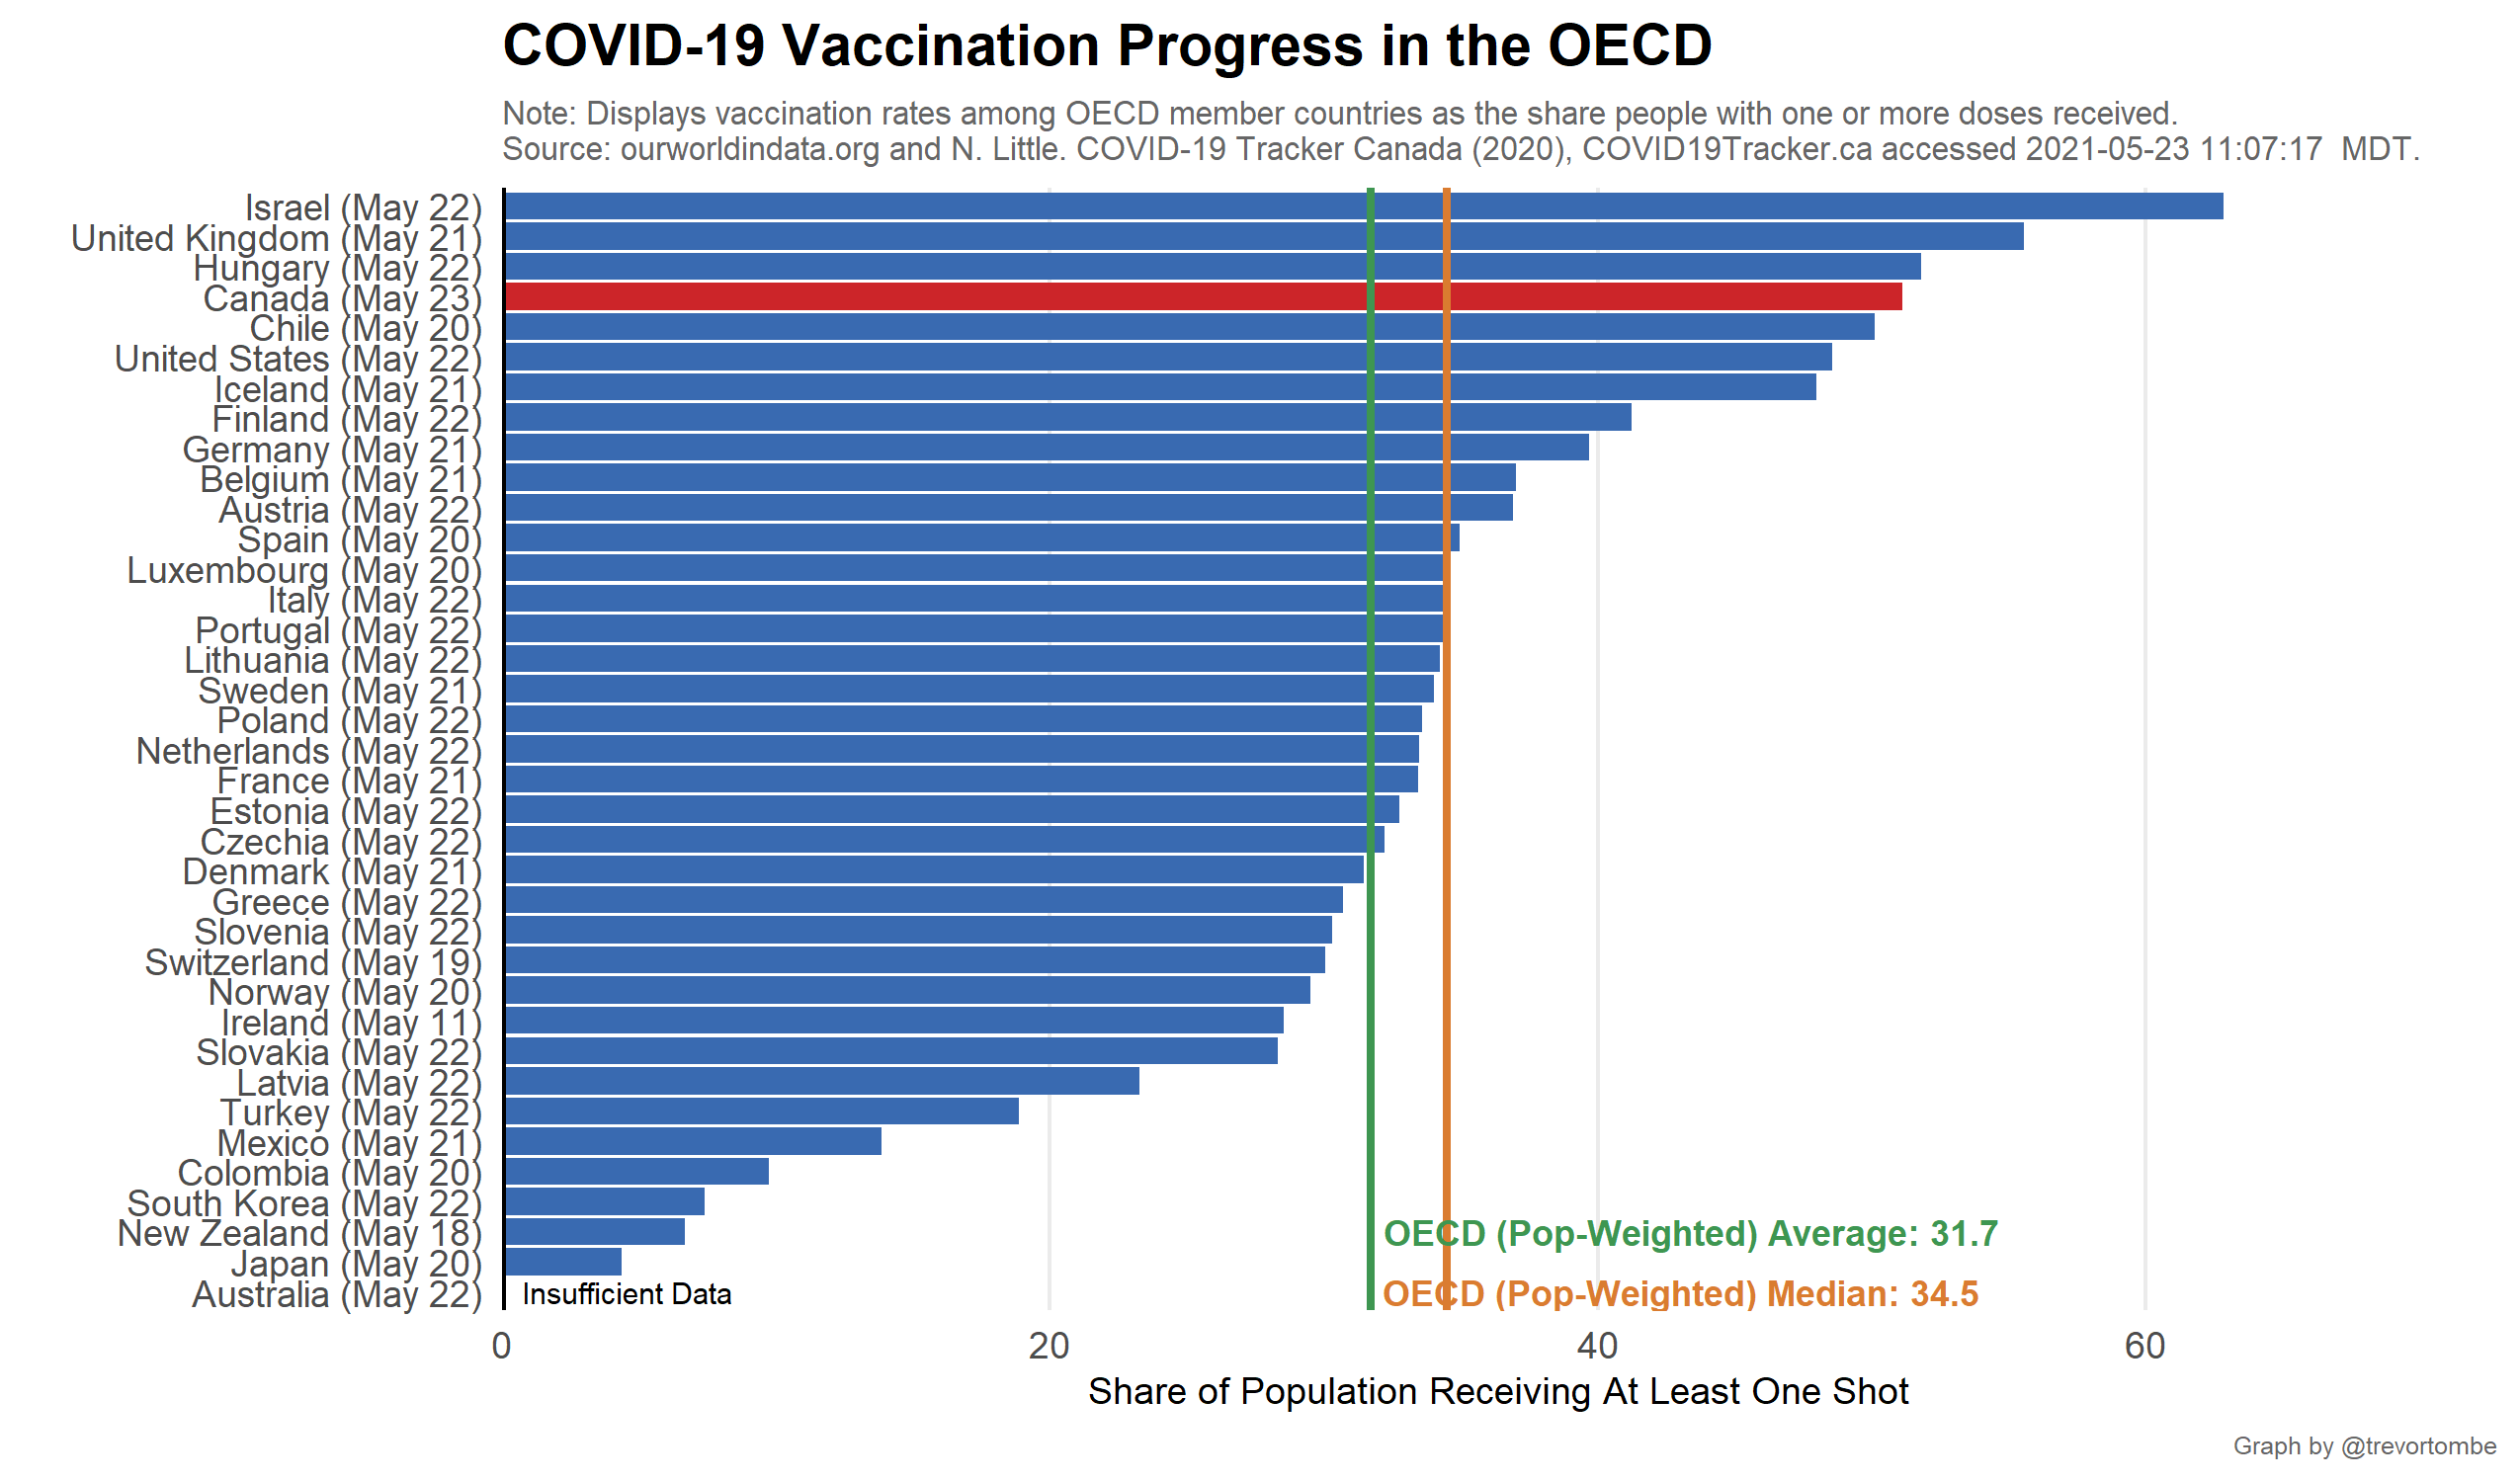 COVID-19 Vaccination Progress in the OECD
Note: Displays vaccination rates among OECD member countries as the share people with one or more doses received.
Source: ourworldindata.org and N. Little. COVID-19 Tracker Canada (2020), COVID19Tracker.ca accessed 2021-05-23 11:07:17  MDT.
Israel (May 22)
United Kingdom (May 21)
Hungary (May 22)
Canada (May 23)
Chile (May 20)
United States (May 22)
Iceland (May 21)
Finland (May 22)
Germany (May 21)
Belgium (May 21)
Austria (May 22)
Spain (May 20)
Luxembourg (May 20)
Italy (May 22)
Portugal (May 22)
Lithuania (May 22)
Sweden (May 21)
Poland (May 22)
Netherlands (May 22)
France (May 21)
Estonia (May 22)
Czechia (May 22)
Denmark (May 21)
Greece (May 22)
Slovenia (May 22)
Switzerland (May 19)
Norway (May 20)
Ireland (May 11)
Slovakia (May 22)
Latvia (May 22)
Turkey (May 22)
Mexico (May 21)
Colombia (May 20)
South Korea (May 22)
New Zealand (May 18)
OECD (Pop-Weighted) Average: 31.7
Japan (May 20)
Australia (May 22)
Insufficient Data
OECD (Pop-Weighted) Median: 34.5
0 20 40 60
Share of Population Receiving At Least One Shot
Graph by @trevortombe